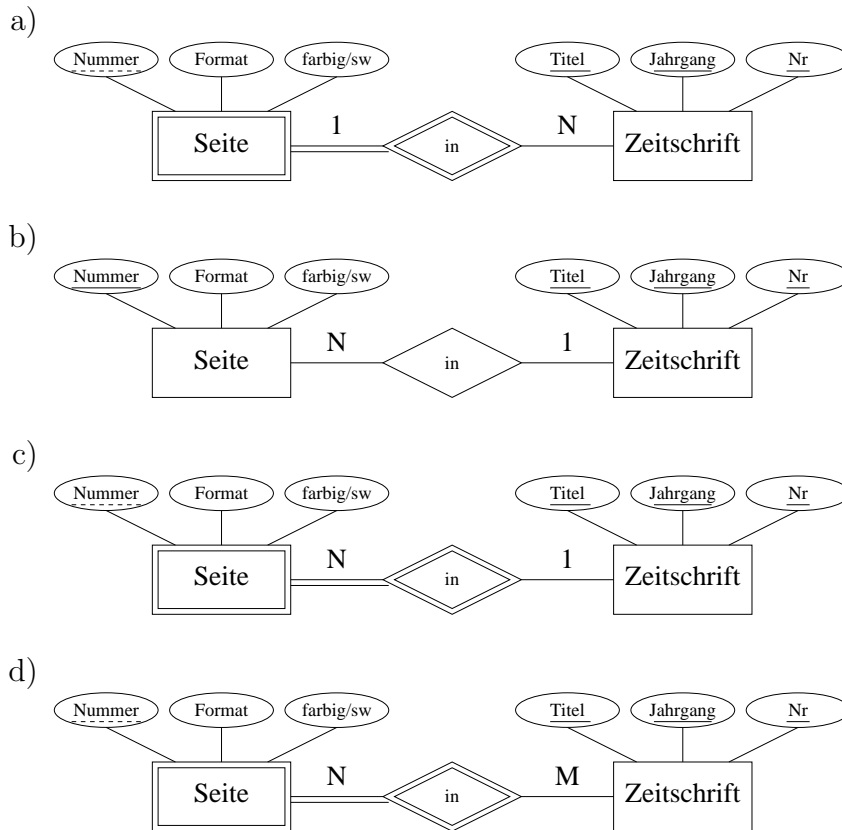 a)
Nummer Format farbig/sw Titel Jahrgang Nr
Seite 1 in N Zeitschrift
b)
Nummer Format farbig/sw Titel Jahrgang Nr
Seite N in 1 Zeitschrift
c)
Nummer Format farbig/sw Titel Jahrgang Nr
Seite N in 1 Zeitschrift
d)
Nummer Format farbig/sw Titel Jahrgang Nr
Seite N in M Zeitschrift